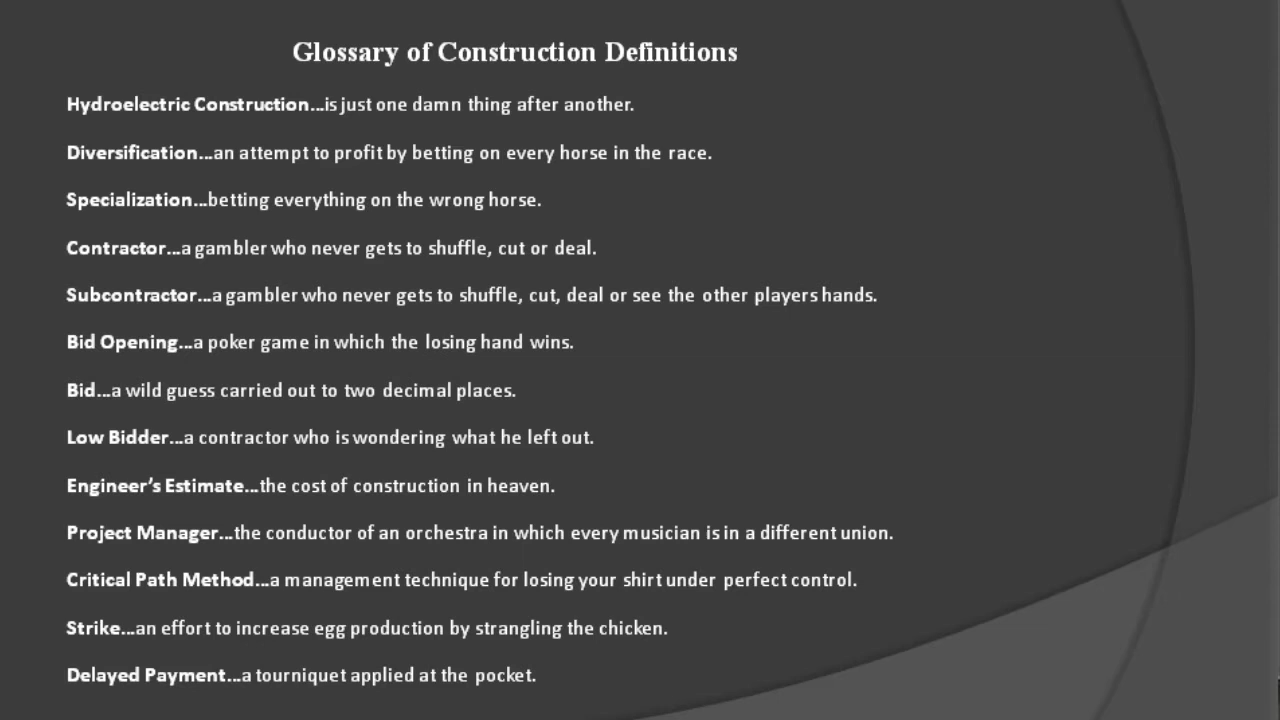 Glossary of Construction Definitions
Hydroelectric Construction...is just one damn thing after another.
Diversification...an attempt to profit by betting on every horse in the race.
Specialization...betting everything on the wrong horse.
Contractor...a gambler who never gets to shuffle, cut or deal.
Subcontractor...a gambler who never gets to shuffle, cut, deal or see the other players hands.
Bid Opening...a poker game in which the losing hand wins.
Bid...a wild guess carried out to two decimal places.
Low Bidder...a contractor who is wondering what he left out.
Engineer’s Estimate...the cost of construction in heaven.
Project Manager...the conductor of an orchestra in which every musician is in a different union.
Critical Path Method...a management technique for losing your shirt under perfect control.
Strike...an effort to increase egg production by strangling the chicken.
Delayed Payment...a tourniquet applied at the pocket.